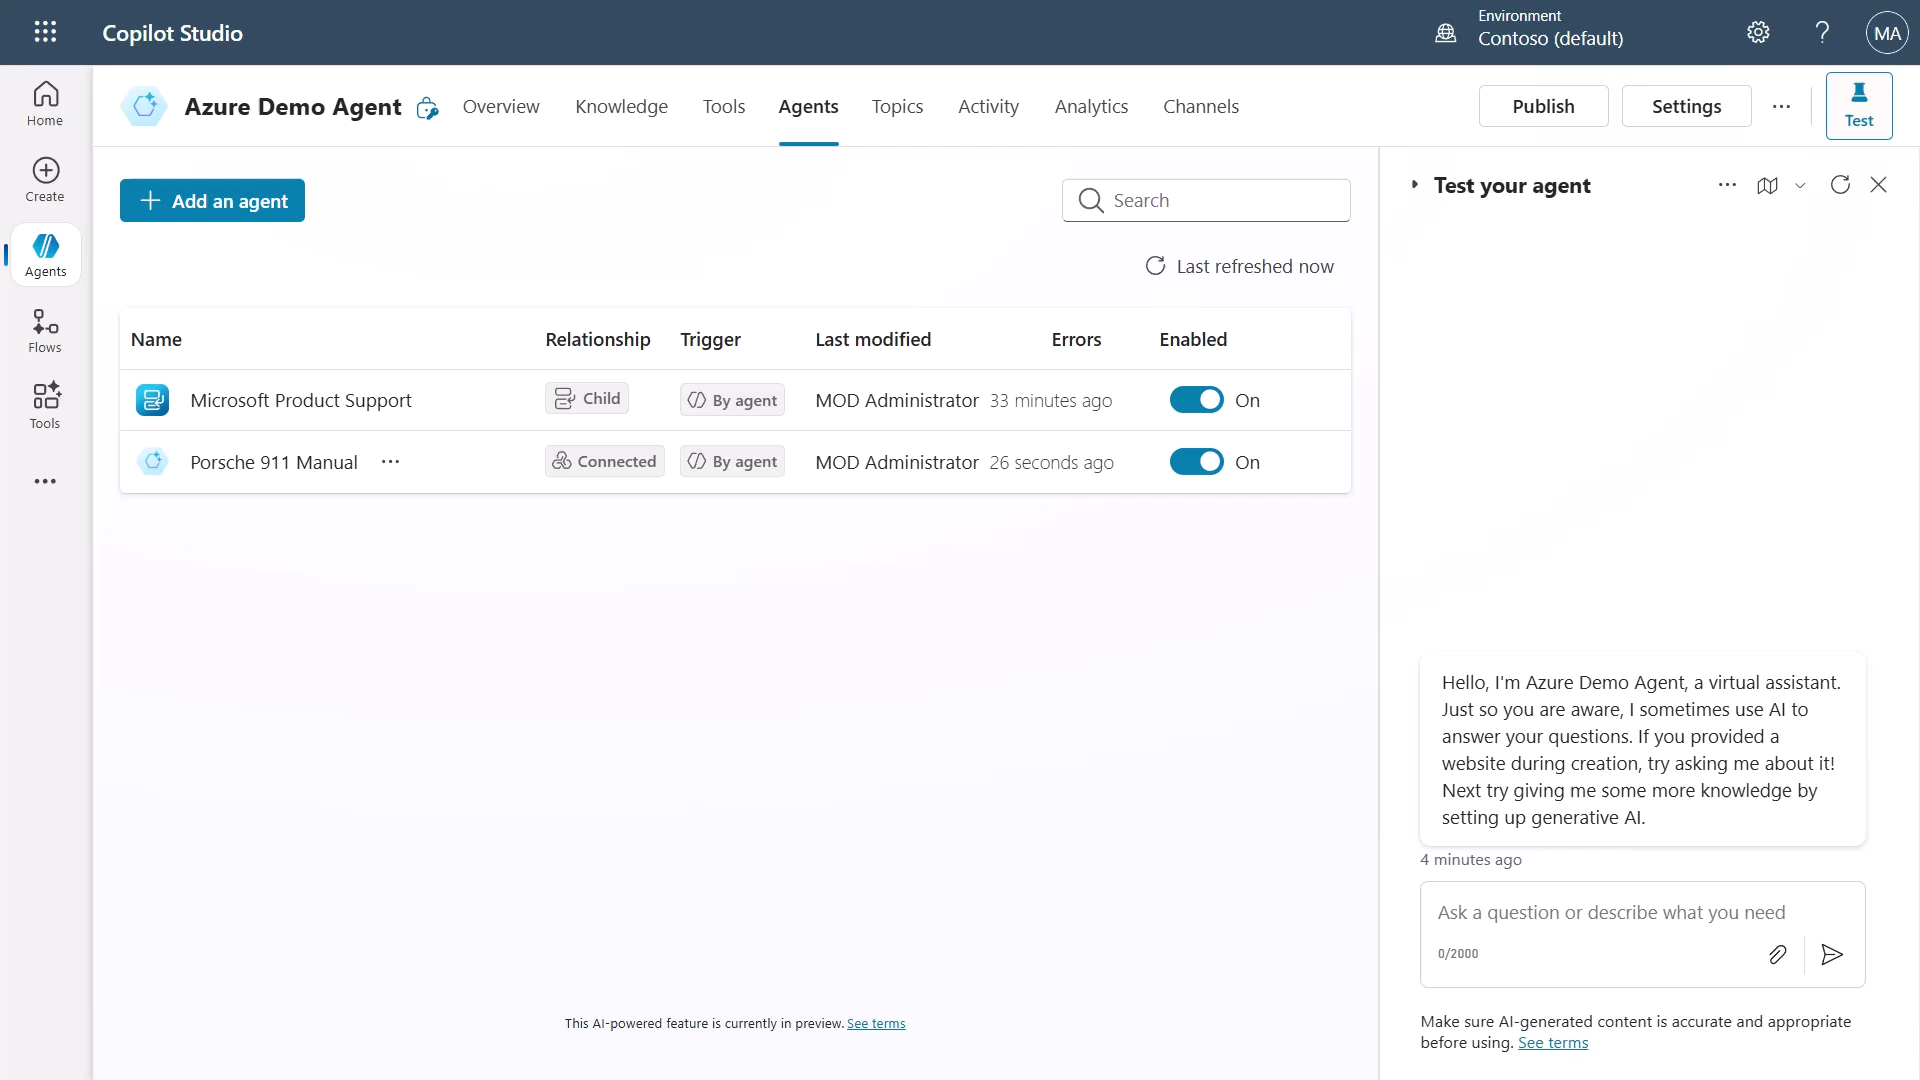 Copilot Studio
Environment
Contoso (default)
MA
Home
Create
Agents
Flows
Tools
Azure Demo Agent
Overview
Knowledge
Tools
Agents
Topics
Activity
Analytics
Channels
Publish
Settings
Test
Add an agent
Search
Last refreshed now
Name Relationship Trigger Last modified Errors Enabled
Microsoft Product Support Child By agent MOD Administrator 33 minutes ago On
Porsche 911 Manual Connected By agent MOD Administrator 26 seconds ago On
This AI-powered feature is currently in preview. See terms
Test your agent
Hello, I'm Azure Demo Agent, a virtual assistant.
Just so you are aware, I sometimes use AI to
answer your questions. If you provided a
website during creation, try asking me about it!
Next try giving me some more knowledge by
setting up generative AI.
4 minutes ago
Ask a question or describe what you need
0/2000
Make sure AI-generated content is accurate and appropriate
before using. See terms